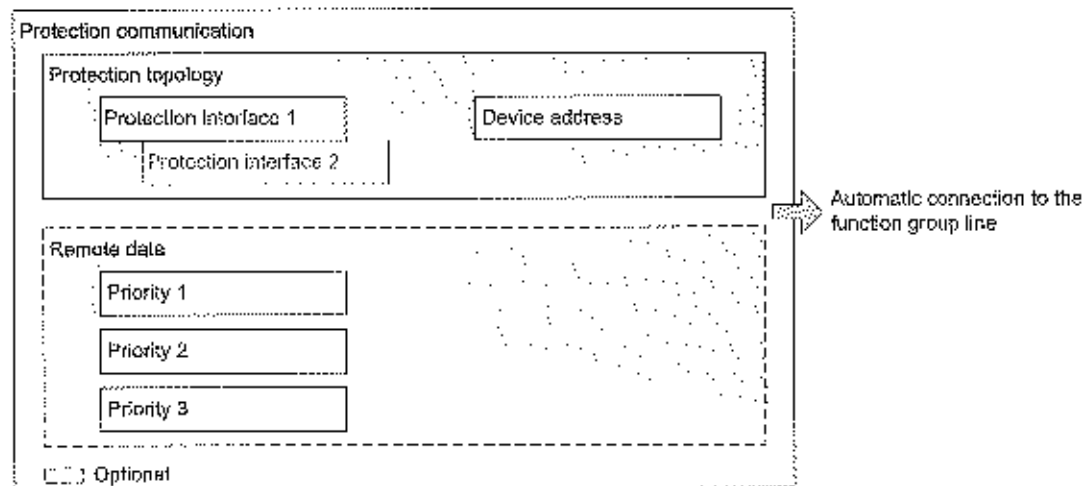 Protection communication
Protection topology
Protection Interface 1
Device address
Protection interface 2
Automatic connection to the
function group line
Remote data
Priority 1
Priority 2
Priority 3
Optional